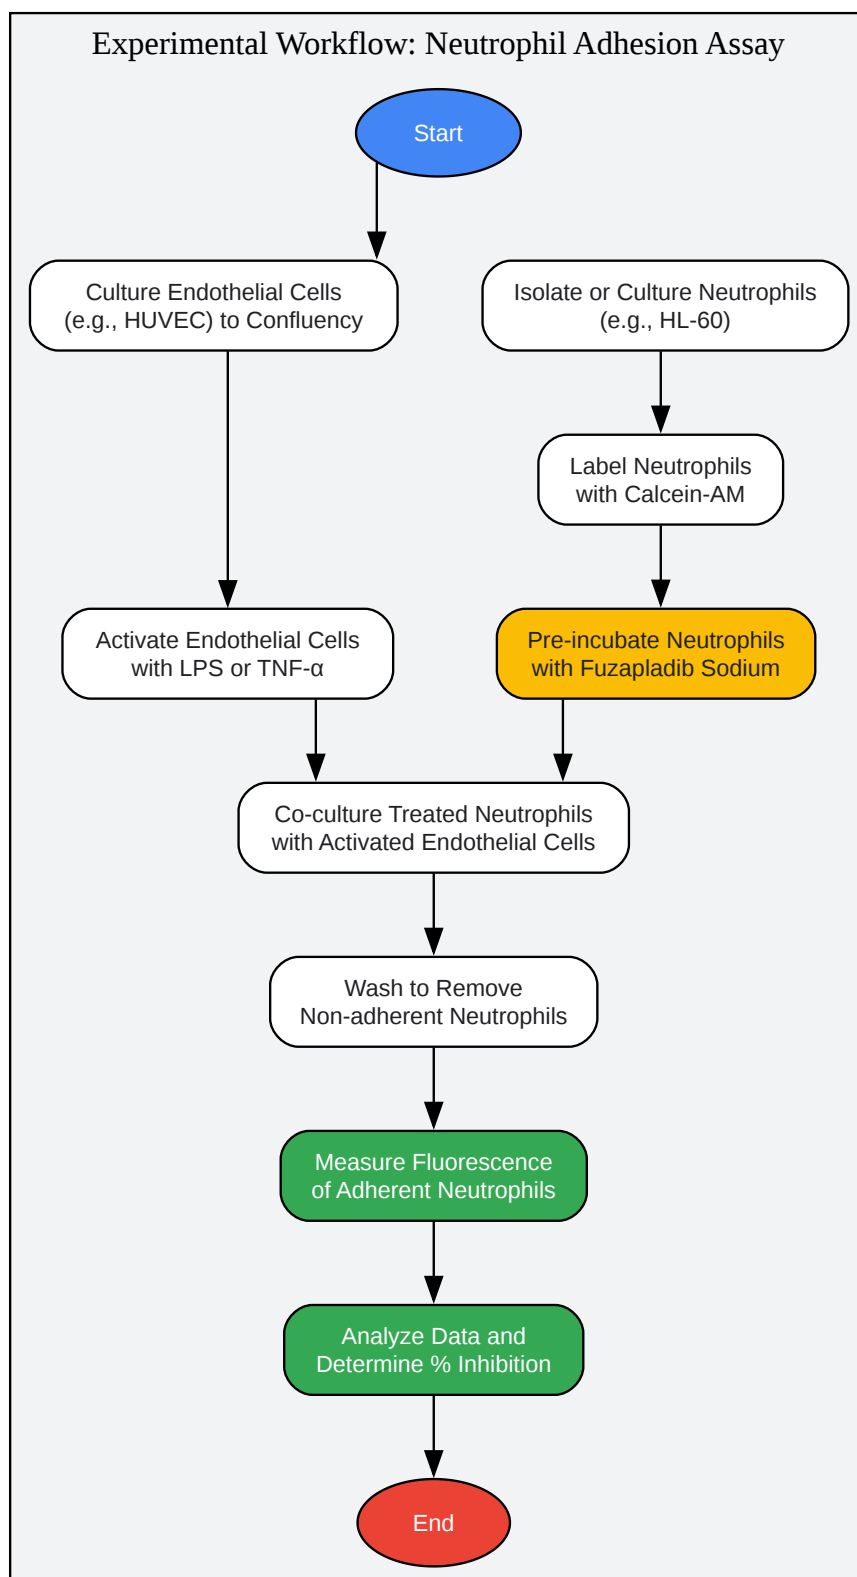 Experimental Workflow: Neutrophil Adhesion Assay
Start
Culture Endothelial Cells
(e.g., HUVEC) to Confluency
Isolate or Culture Neutrophils
(e.g., HL-60)
Label Neutrophils
with Calcein-AM
Activate Endothelial Cells
with LPS or TNF-α
Pre-incubate Neutrophils
with Fuzapladib Sodium
Co-culture Treated Neutrophils
with Activated Endothelial Cells
Wash to Remove
Non-adherent Neutrophils
Measure Fluorescence
of Adherent Neutrophils
Analyze Data and
Determine % Inhibition
End